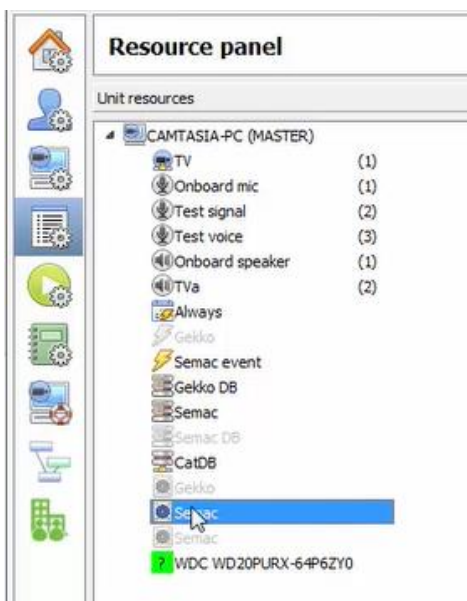 Resource panel
Unit resources
CAMTASIA-PC (MASTER)
TV (1)
Onboard mic (1)
Test signal (2)
Test voice (3)
Onboard speaker (1)
TVa (2)
Always
Gekko
Semac event
Gekko DB
Semac
Semac DB
CatDB
Gekko
Semac
Semac
? WDC WD20PURX-64P6ZY0